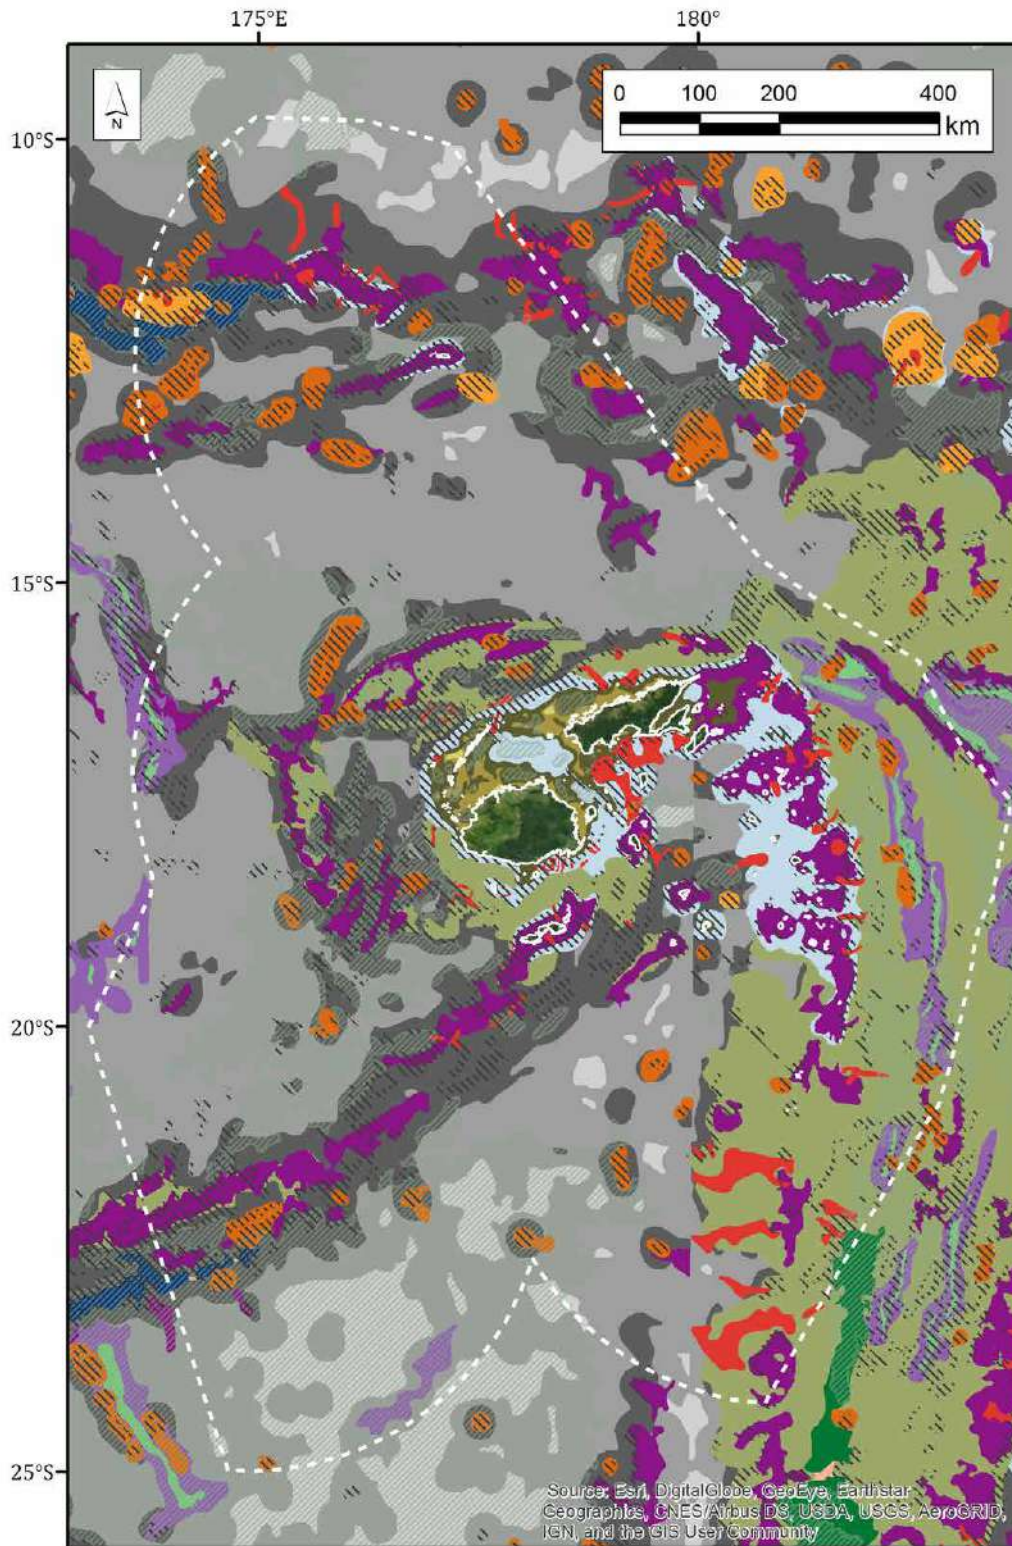 175°E 180°
0 100 200 400
km
N
10°S
15°S
20°S
25°S
Source: Esri, DigitalGlobe, GeoEye, Earthstar
Geographics, CNES/Airbus DS, USDA, USGS, AeroGRID,
IGN, and the GIS User Community